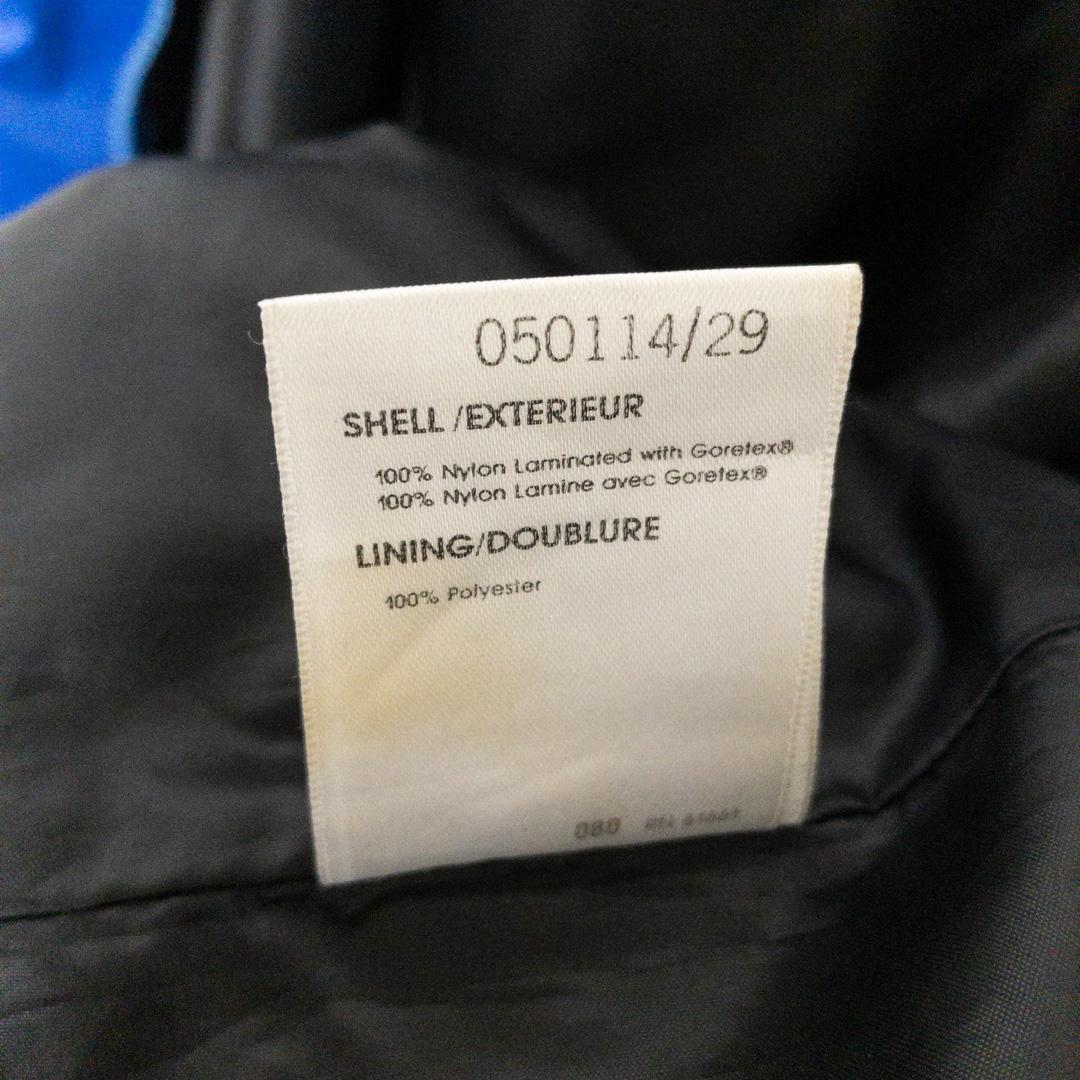 050114/29
SHELL /EXTERIEUR
100% Nylon Laminated with Goretex®
100% Nylon Lamine avec Goretex®
LINING/DOUBLURE
100% Polyester
080